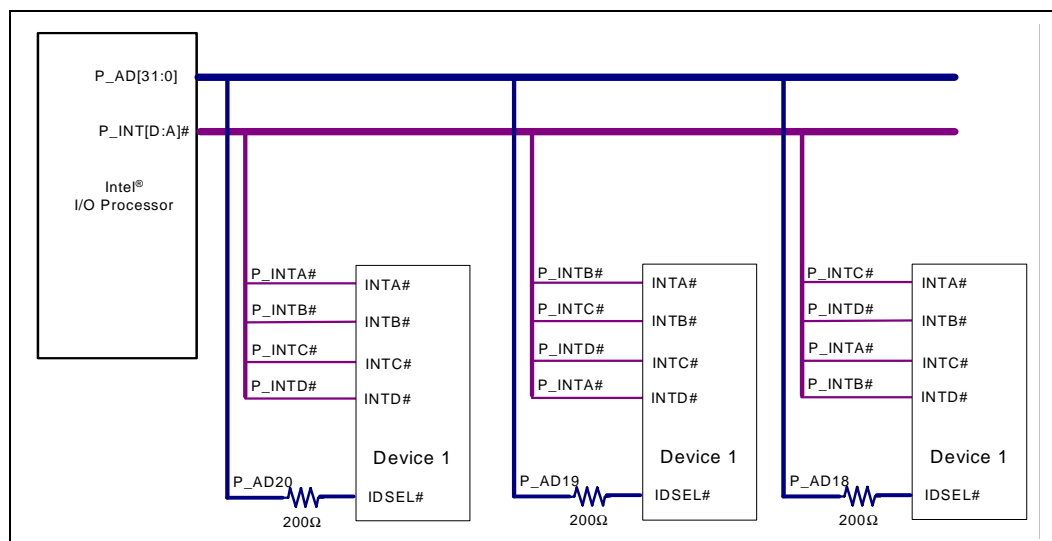 P_AD[31:0]
P_INT[D:A]#
Intel®
I/O Processor
P_INTA#
INTA#
P_INTB#
INTB#
P_INTC#
INTC#
P_INTD#
INTD#
Device 1
P_AD20
IDSEL#
200Ω
P_INTB#
INTA#
P_INTC#
INTB#
P_INTD#
INTC#
P_INTA#
INTD#
Device 1
P_AD19
IDSEL#
200Ω
P_INTC#
INTA#
P_INTD#
INTB#
P_INTA#
INTC#
P_INTB#
INTD#
Device 1
P_AD18
IDSEL#
200Ω